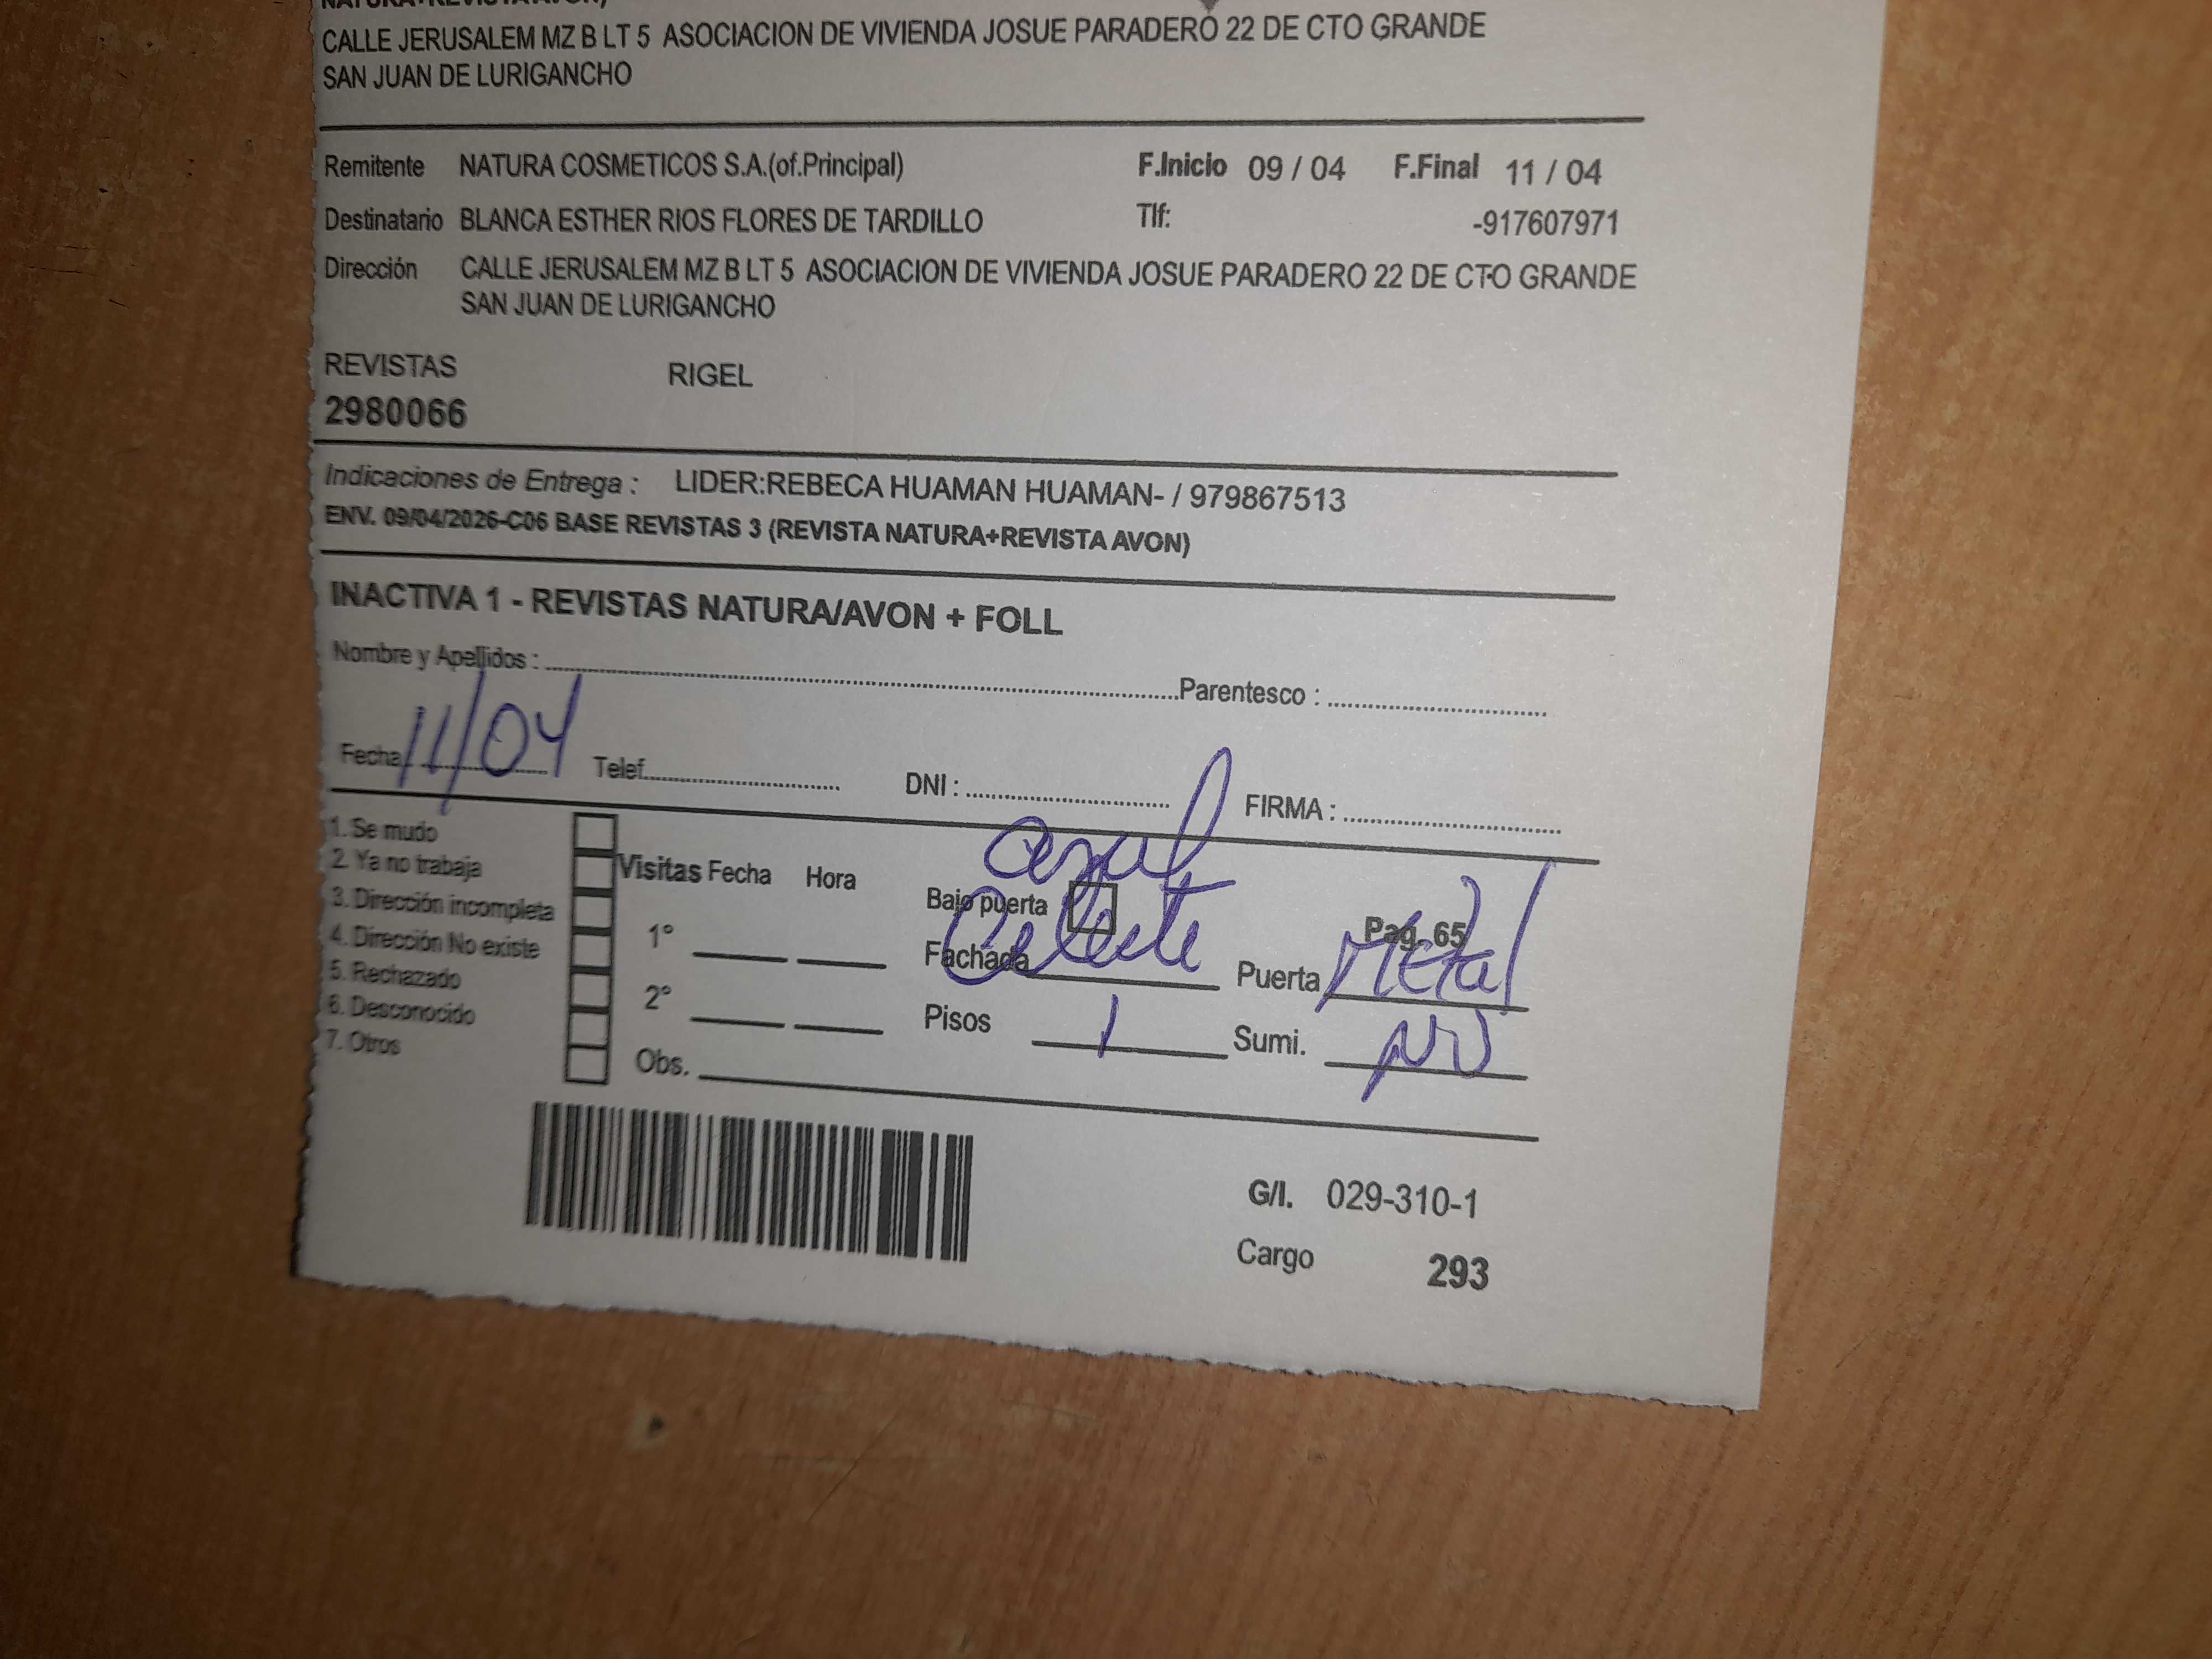 CALLE JERUSALEM MZ B LT 5 ASOCIACION DE VIVIENDA JOSUE PARADERO 22 DE CTO GRANDE
SAN JUAN DE LURIGANCHO
Remitente NATURA COSMETICOS S.A.(of.Principal) F.Inicio 09 / 04 F.Final 11 / 04
Destinatario BLANCA ESTHER RIOS FLORES DE TARDILLO Tlf: -917607971
Dirección CALLE JERUSALEM MZ B LT 5 ASOCIACION DE VIVIENDA JOSUE PARADERO 22 DE CTO GRANDE
SAN JUAN DE LURIGANCHO
REVISTAS RIGEL
2980066
Indicaciones de Entrega : LIDER:REBECA HUAMAN HUAMAN- / 979867513
ENV. 09/04/2026-C06 BASE REVISTAS 3 (REVISTA NATURA+REVISTA AVON)
INACTIVA 1 - REVISTAS NATURA/AVON + FOLL
Nombre y Apellidos : Parentesco :
Fecha 11/04 Telef. DNI : FIRMA :
1. Se mudo
2. Ya no trabaja
3. Dirección incompleta
4. Dirección No existe
5. Rechazado
6. Desconocido
7. Otros
Visitas Fecha Hora
1°
2°
Obs.
azul
Bajo puerta Pag. 65
Fachada Celeste Puerta Metal
Pisos 1 Sumi. NO
G/I. 029-310-1
Cargo 293